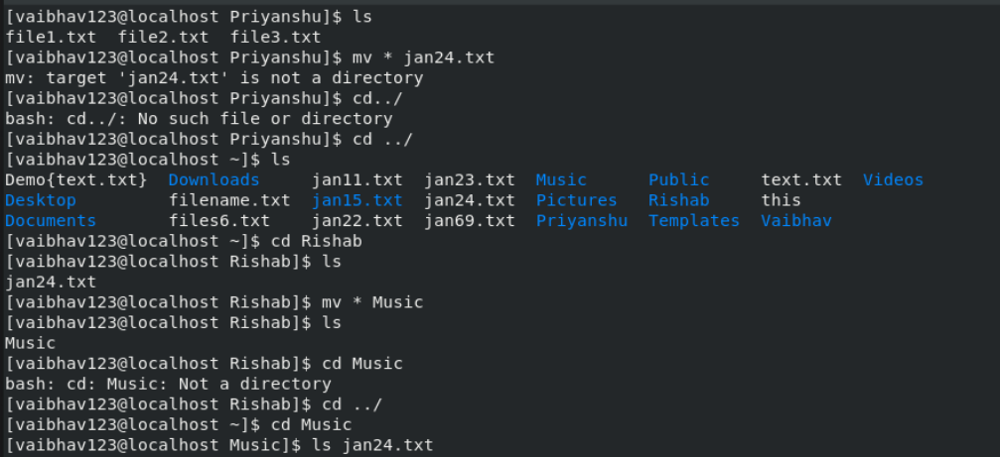 [vaibhav123@localhost Priyanshu]$ ls
file1.txt  file2.txt  file3.txt
[vaibhav123@localhost Priyanshu]$ mv * jan24.txt
mv: target 'jan24.txt' is not a directory
[vaibhav123@localhost Priyanshu]$ cd../
bash: cd../: No such file or directory
[vaibhav123@localhost Priyanshu]$ cd ../
[vaibhav123@localhost ~]$ ls
Demo{text.txt}  Downloads     jan11.txt  jan23.txt  Music      Public     text.txt  Videos
Desktop         filename.txt  jan15.txt  jan24.txt  Pictures   Rishab     this
Documents       files6.txt    jan22.txt  jan69.txt  Priyanshu  Templates  Vaibhav
[vaibhav123@localhost ~]$ cd Rishab
[vaibhav123@localhost Rishab]$ ls
jan24.txt
[vaibhav123@localhost Rishab]$ mv * Music
[vaibhav123@localhost Rishab]$ ls
Music
[vaibhav123@localhost Rishab]$ cd Music
bash: cd: Music: Not a directory
[vaibhav123@localhost Rishab]$ cd ../
[vaibhav123@localhost ~]$ cd Music
[vaibhav123@localhost Music]$ ls jan24.txt